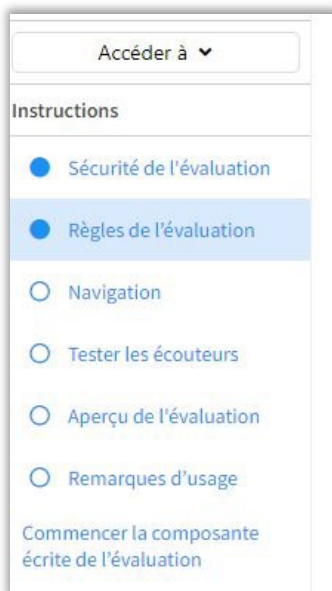 Accéder à
Instructions
Sécurité de l'évaluation
Règles de l’évaluation
Navigation
Tester les écouteurs
Aperçu de l'évaluation
Remarques d’usage
Commencer la composante
écrite de l’évaluation